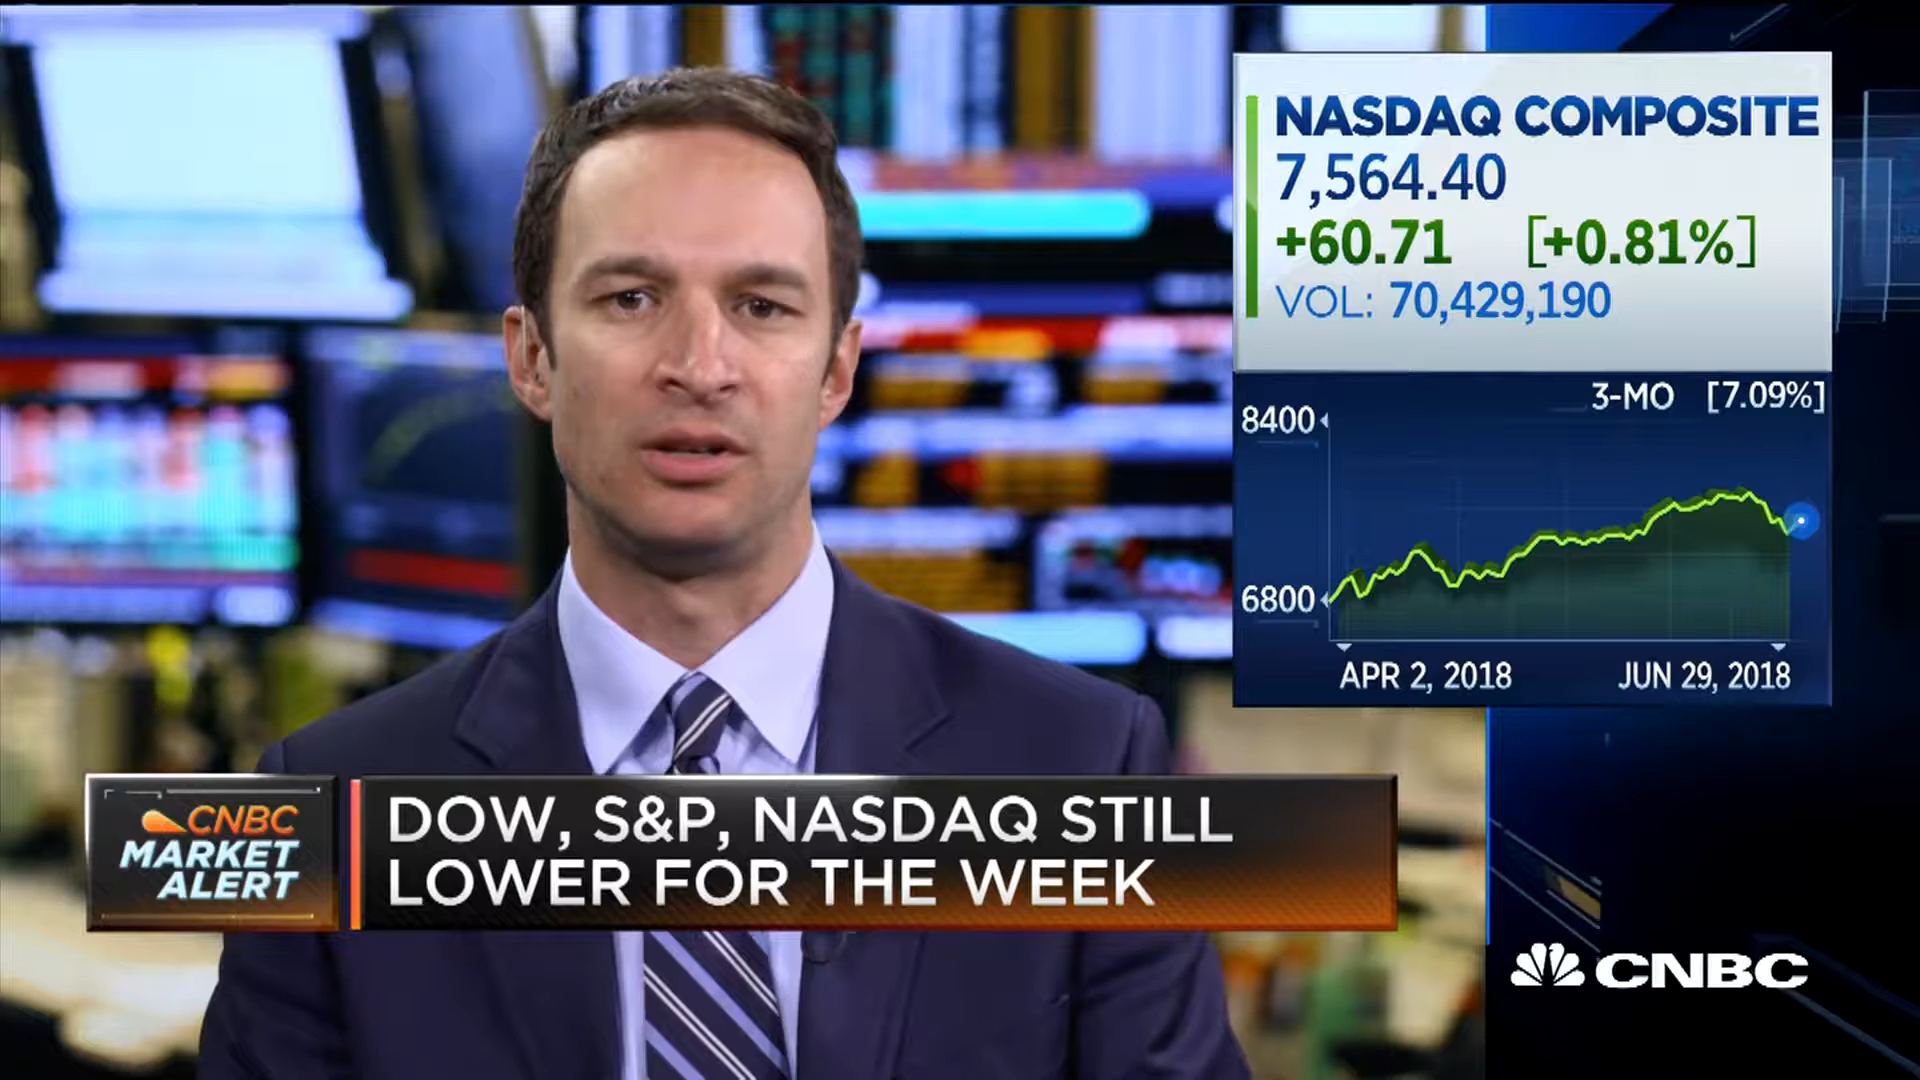 NASDAQ COMPOSITE
7,564.40
+60.71 [+0.81%]
VOL: 70,429,190
3-MO [7.09%]
8400
6800
APR 2, 2018 JUN 29, 2018
CNBC
MARKET
ALERT
DOW, S&P, NASDAQ STILL
LOWER FOR THE WEEK
CNBC